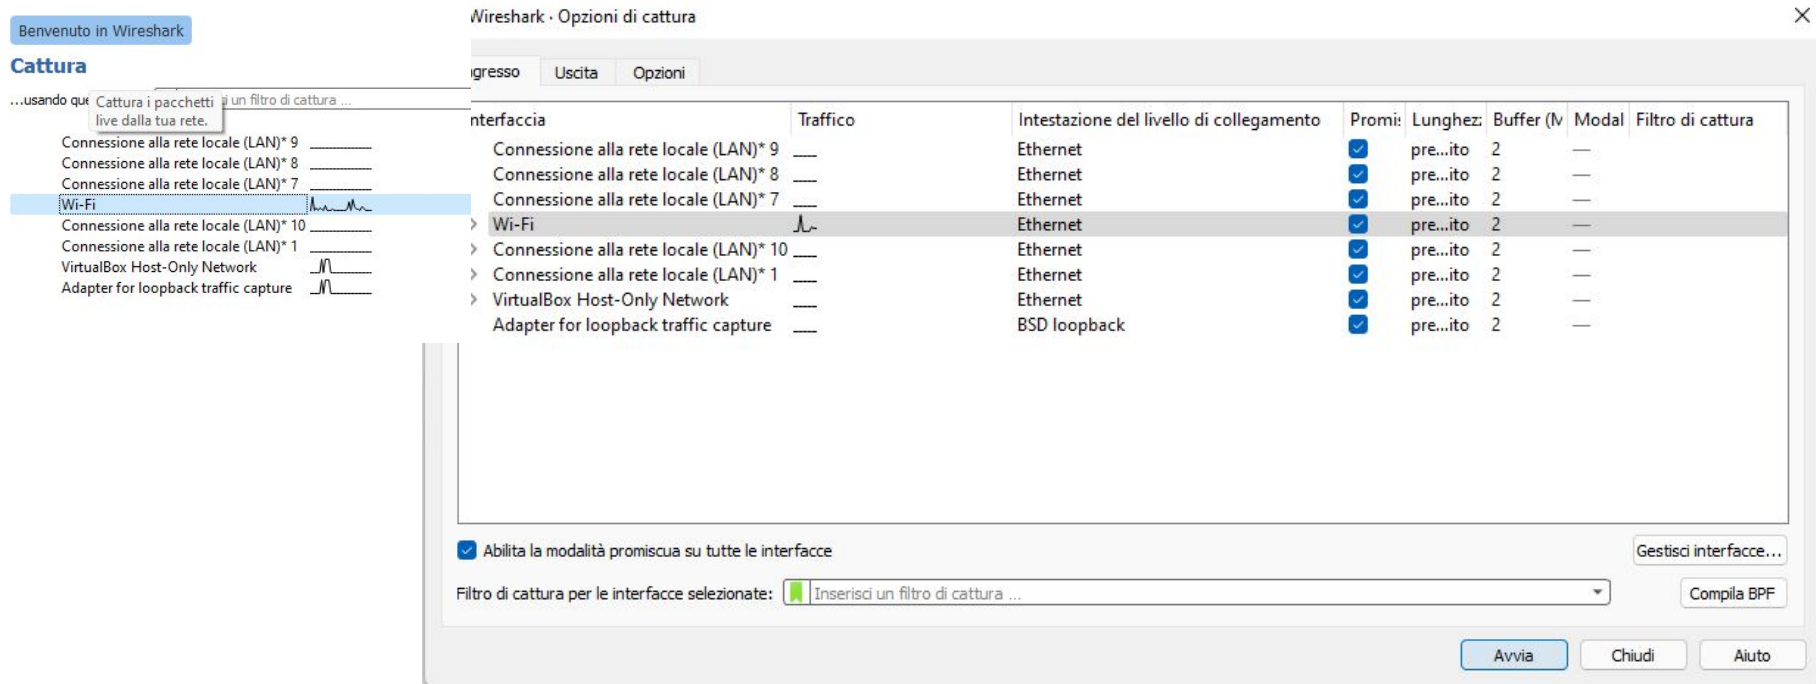 Benvenuto in Wireshark
Cattura
...usando que
Cattura i pacchetti
live dalla tua rete.
un filtro di cattura ...
Connessione alla rete locale (LAN)* 9
Connessione alla rete locale (LAN)* 8
Connessione alla rete locale (LAN)* 7
Wi-Fi
Connessione alla rete locale (LAN)* 10
Connessione alla rete locale (LAN)* 1
VirtualBox Host-Only Network
Adapter for loopback traffic capture
Wireshark · Opzioni di cattura
gresso Uscita Opzioni
nterfaccia Traffico Intestazione del livello di collegamento Promi: Lunghez: Buffer (M Modal Filtro di cattura
Connessione alla rete locale (LAN)* 9 Ethernet pre...ito 2 —
Connessione alla rete locale (LAN)* 8 Ethernet pre...ito 2 —
Connessione alla rete locale (LAN)* 7 Ethernet pre...ito 2 —
Wi-Fi Ethernet pre...ito 2 —
Connessione alla rete locale (LAN)* 10 Ethernet pre...ito 2 —
Connessione alla rete locale (LAN)* 1 Ethernet pre...ito 2 —
VirtualBox Host-Only Network Ethernet pre...ito 2 —
Adapter for loopback traffic capture BSD loopback pre...ito 2 —
Abilita la modalità promiscua su tutte le interfacce Gestisci interfacce...
Filtro di cattura per le interfacce selezionate: Inserisci un filtro di cattura ... Compila BPF
Avvia Chiudi Aiuto